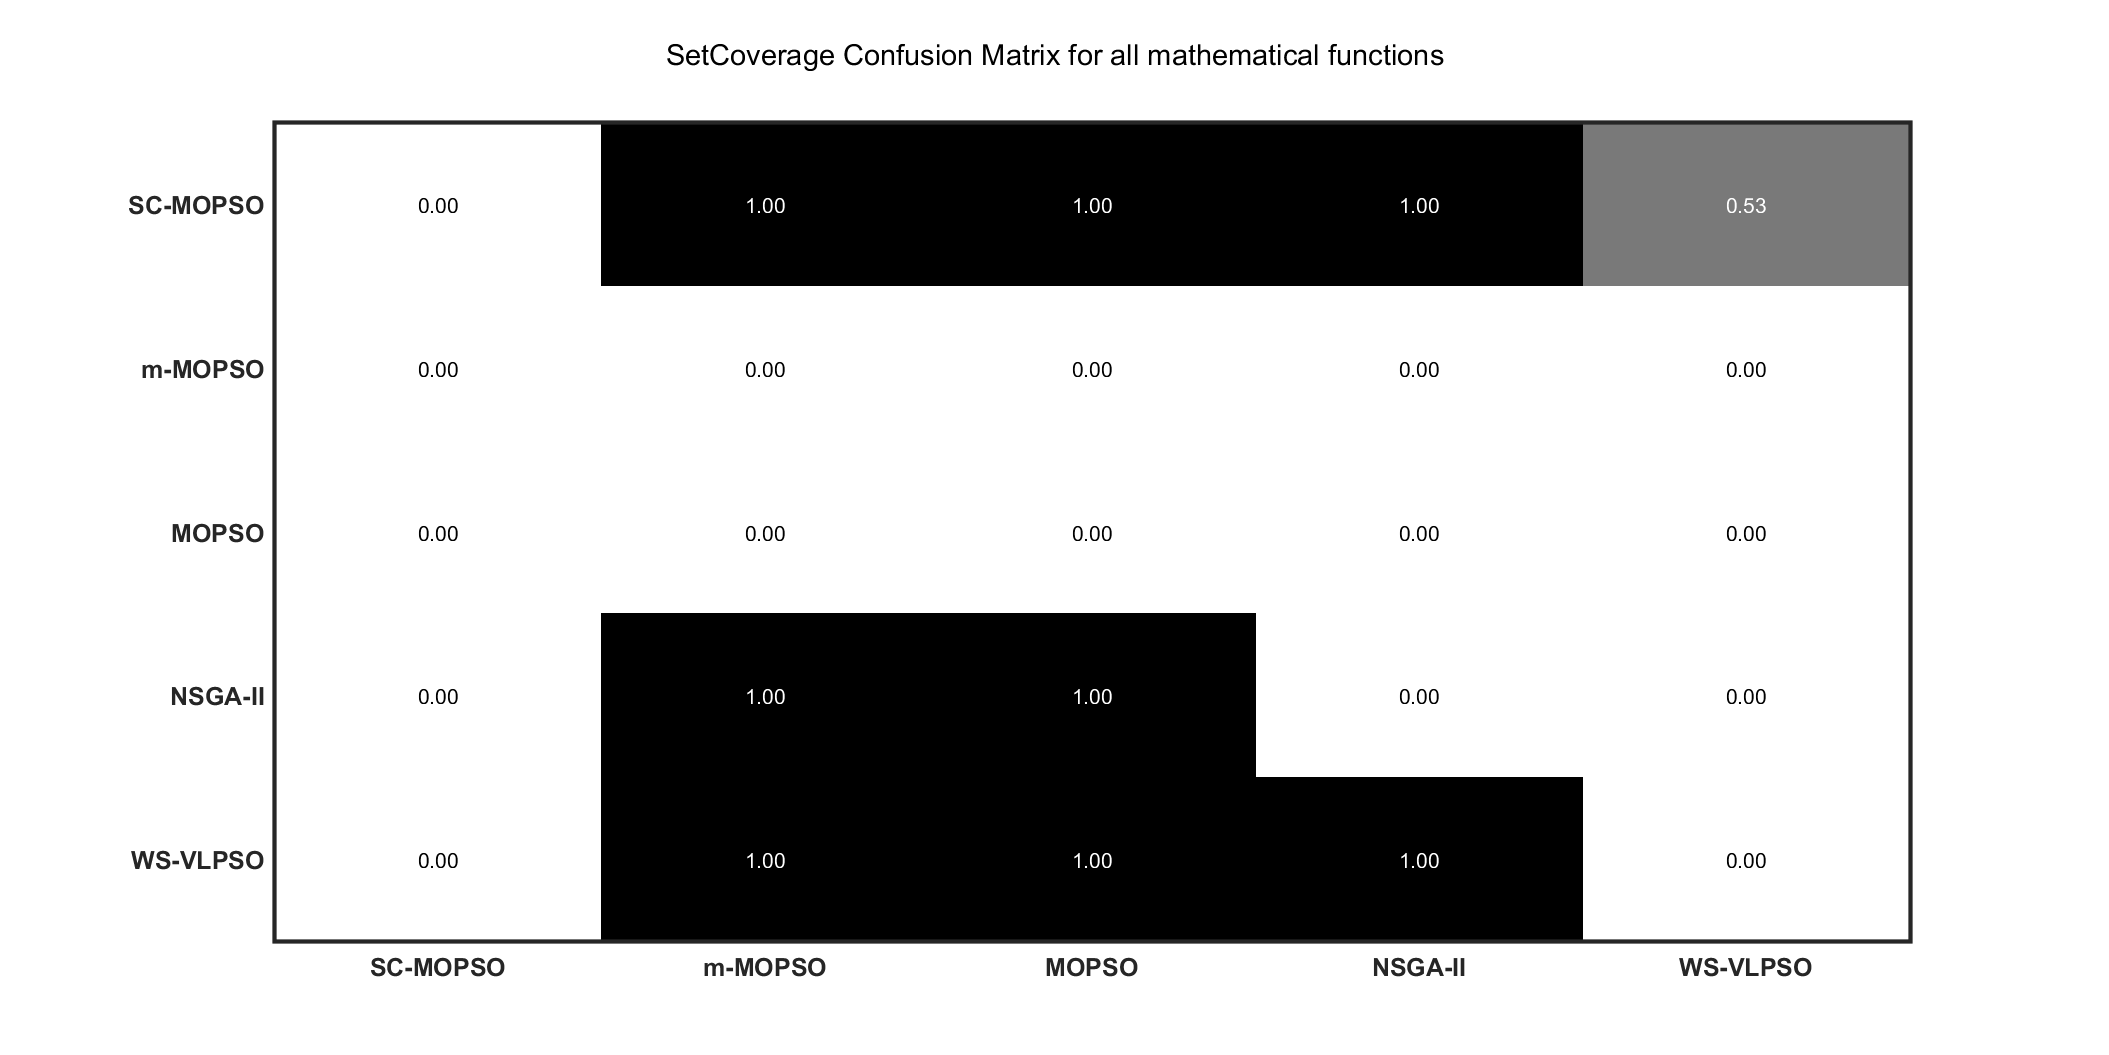 SetCoverage Confusion Matrix for all mathematical functions
SC-MOPSO 0.00 1.00 1.00 1.00 0.53
m-MOPSO 0.00 0.00 0.00 0.00 0.00
MOPSO 0.00 0.00 0.00 0.00 0.00
NSGA-II 0.00 1.00 1.00 0.00 0.00
WS-VLPSO 0.00 1.00 1.00 1.00 0.00
SC-MOPSO m-MOPSO MOPSO NSGA-II WS-VLPSO